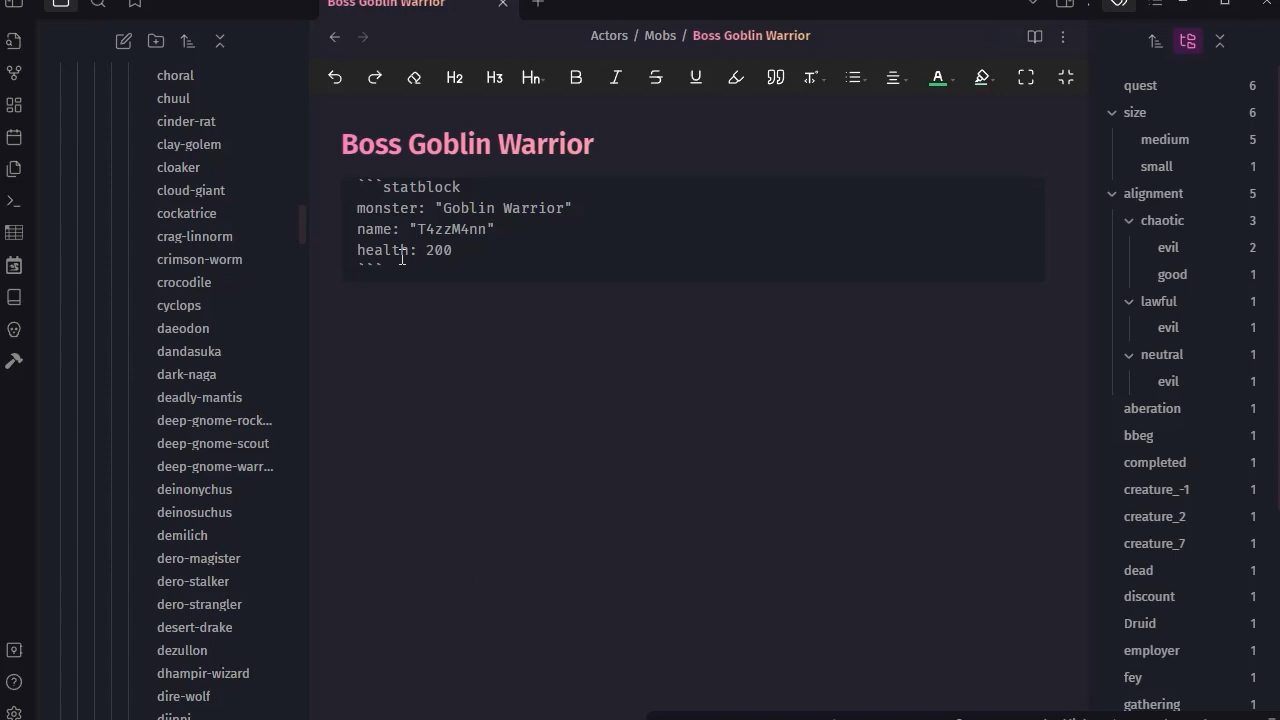 Boss Goblin Warrior
Actors / Mobs / Boss Goblin Warrior
H2 H3 Hn B I S U A
choral
chuul
cinder-rat
clay-golem
cloaker
cloud-giant
cockatrice
crag-linnorm
crimson-worm
crocodile
cyclops
daeodon
dandasuka
dark-naga
deadly-mantis
deep-gnome-rock...
deep-gnome-scout
deep-gnome-warr...
deinonychus
deinosuchus
demilich
dero-magister
dero-stalker
dero-strangler
desert-drake
dezullon
dhampir-wizard
dire-wolf
djinni
Boss Goblin Warrior
```statblock
monster: "Goblin Warrior"
name: "T4zzM4nn"
health: 200
```
quest 6
size 6
medium 5
small 1
alignment 5
chaotic 3
evil 2
good 1
lawful 1
evil 1
neutral 1
evil 1
aberation 1
bbeg 1
completed 1
creature_-1 1
creature_2 1
creature_7 1
dead 1
discount 1
Druid 1
employer 1
fey 1
gathering 1